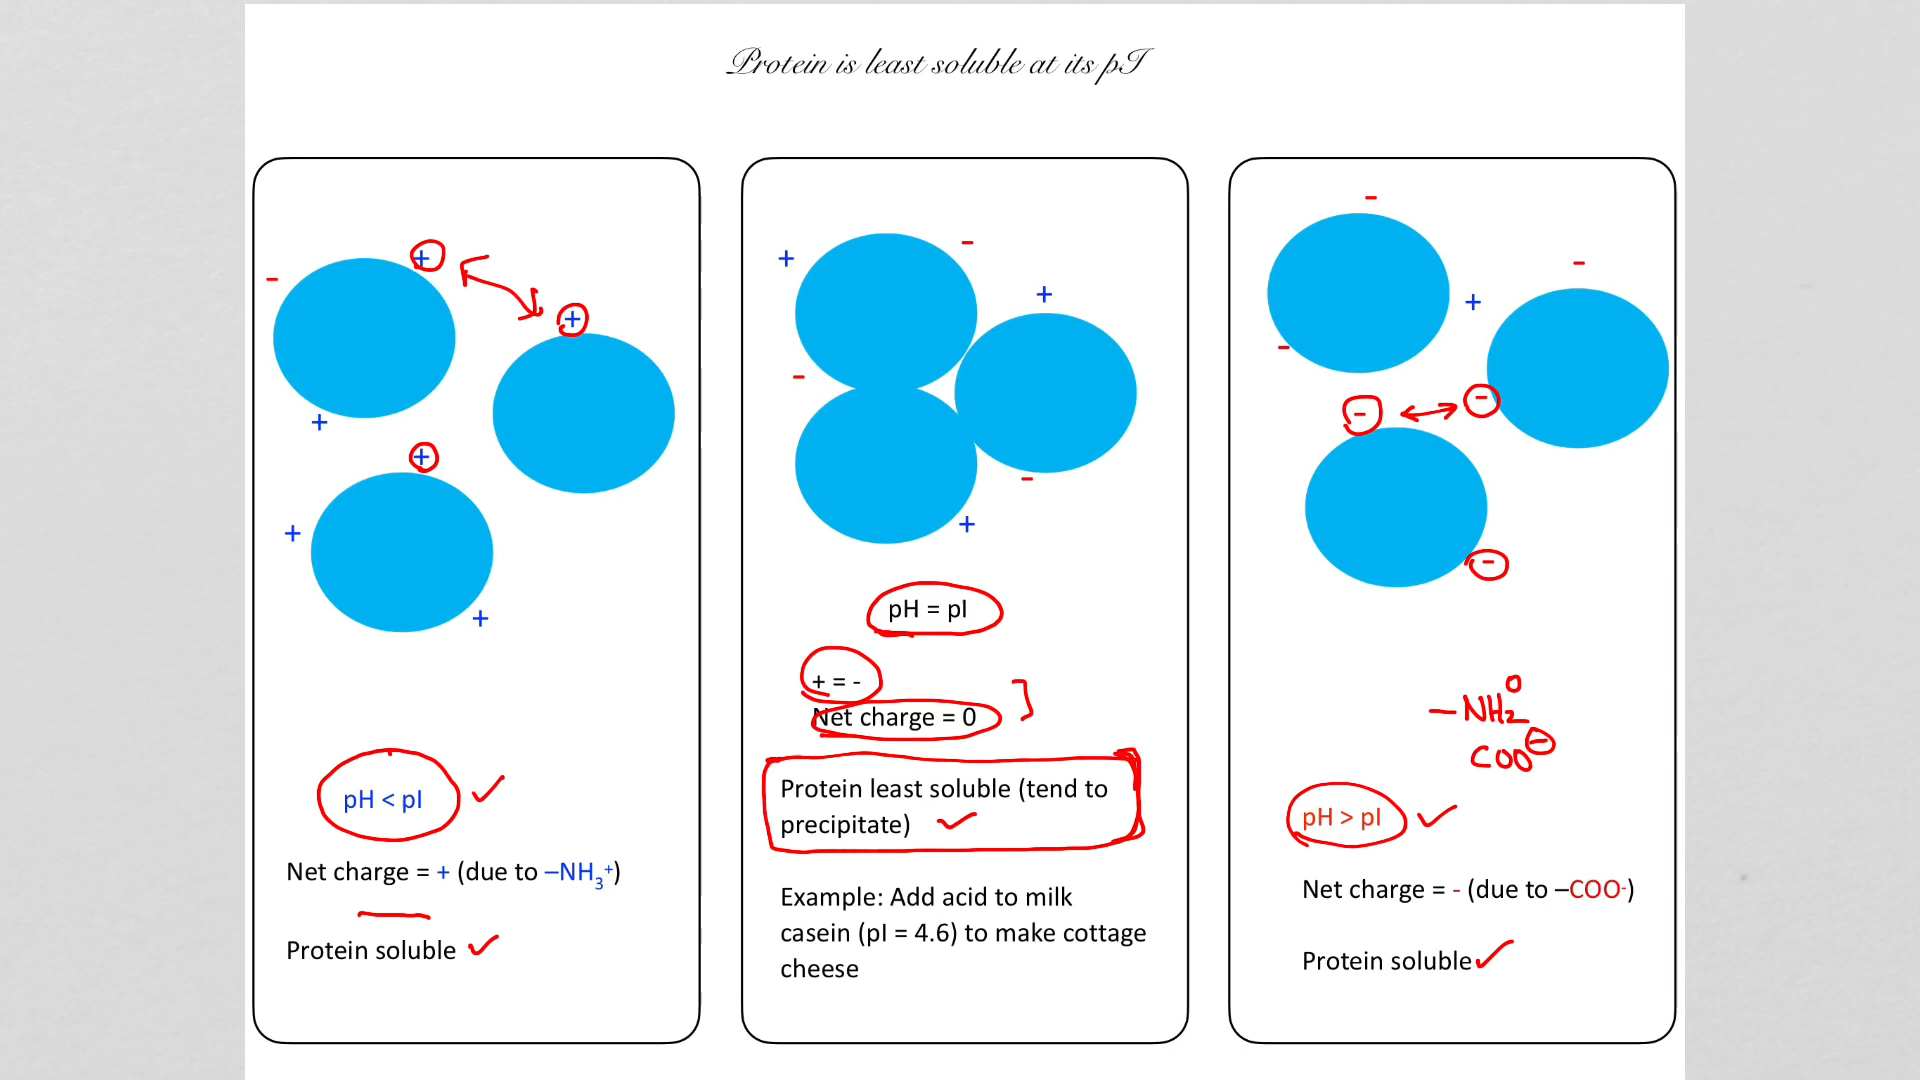 Protein is least soluble at its pI
-
+
+
+
+
+
+
pH < pI
Net charge = + (due to –NH₃⁺)
Protein soluble
+
-
+
-
-
+
pH = pI
+ = -
Net charge = 0
Protein least soluble (tend to
precipitate)
Example: Add acid to milk
casein (pI = 4.6) to make cottage
cheese
-
-
+
-
-
-
-
–NH₂⁰
COO⁻
pH > pI
Net charge = - (due to –COO⁻)
Protein soluble